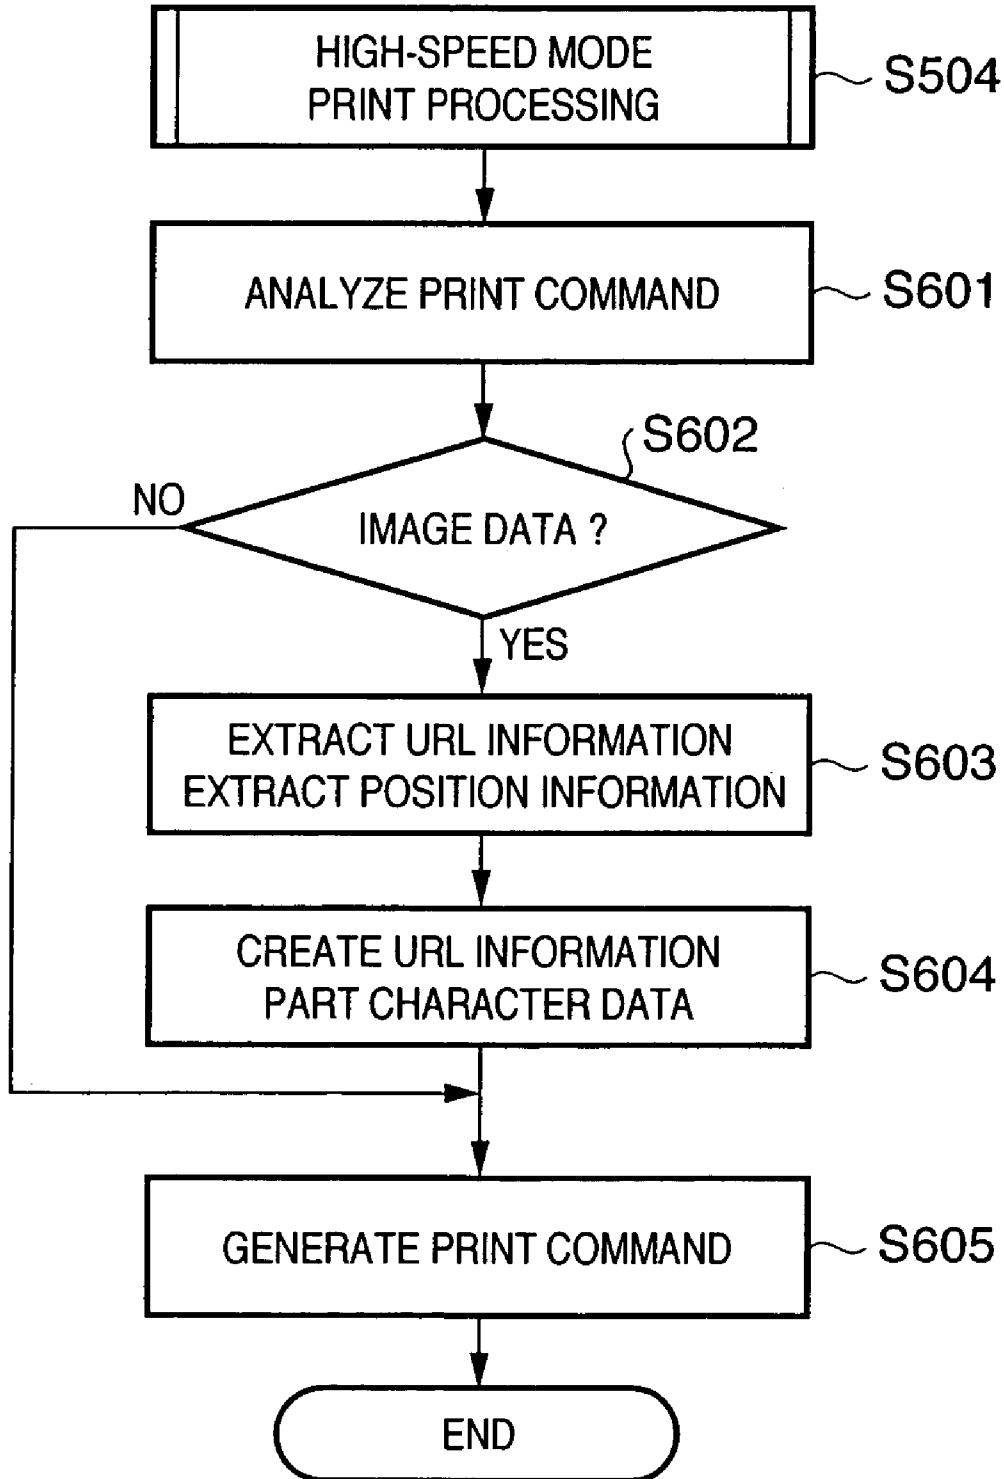 HIGH-SPEED MODE
PRINT PROCESSING
S504
ANALYZE PRINT COMMAND
S601
S602
NO
IMAGE DATA ?
YES
EXTRACT URL INFORMATION
EXTRACT POSITION INFORMATION
S603
CREATE URL INFORMATION
PART CHARACTER DATA
S604
GENERATE PRINT COMMAND
S605
END